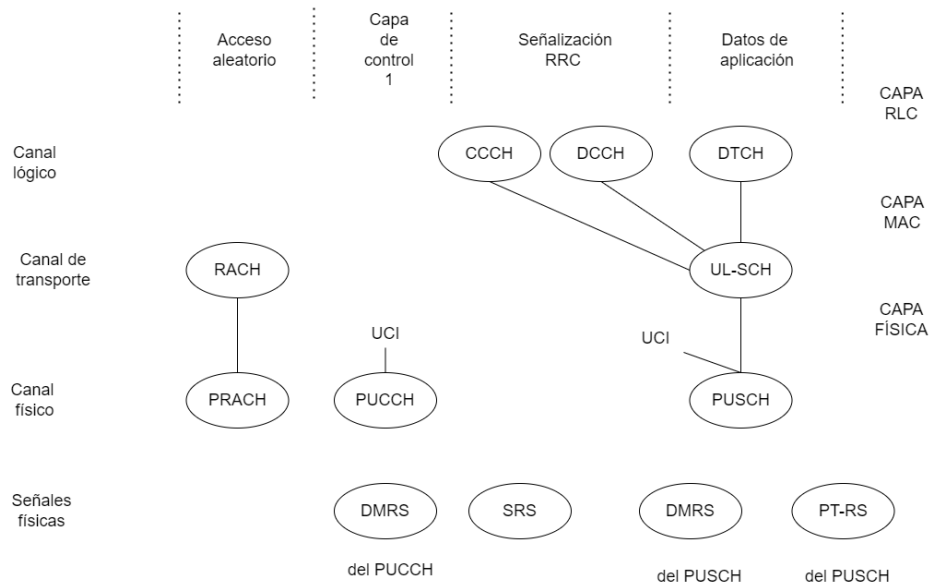 Acceso
aleatorio
Capa
de
control
1
Señalización
RRC
Datos de
aplicación
CAPA
RLC
Canal
lógico
CCCH
DCCH
DTCH
CAPA
MAC
Canal de
transporte
RACH
UL-SCH
CAPA
FÍSICA
UCI
UCI
Canal
físico
PRACH
PUCCH
PUSCH
Señales
físicas
DMRS
SRS
DMRS
PT-RS
del PUCCH
del PUSCH
del PUSCH